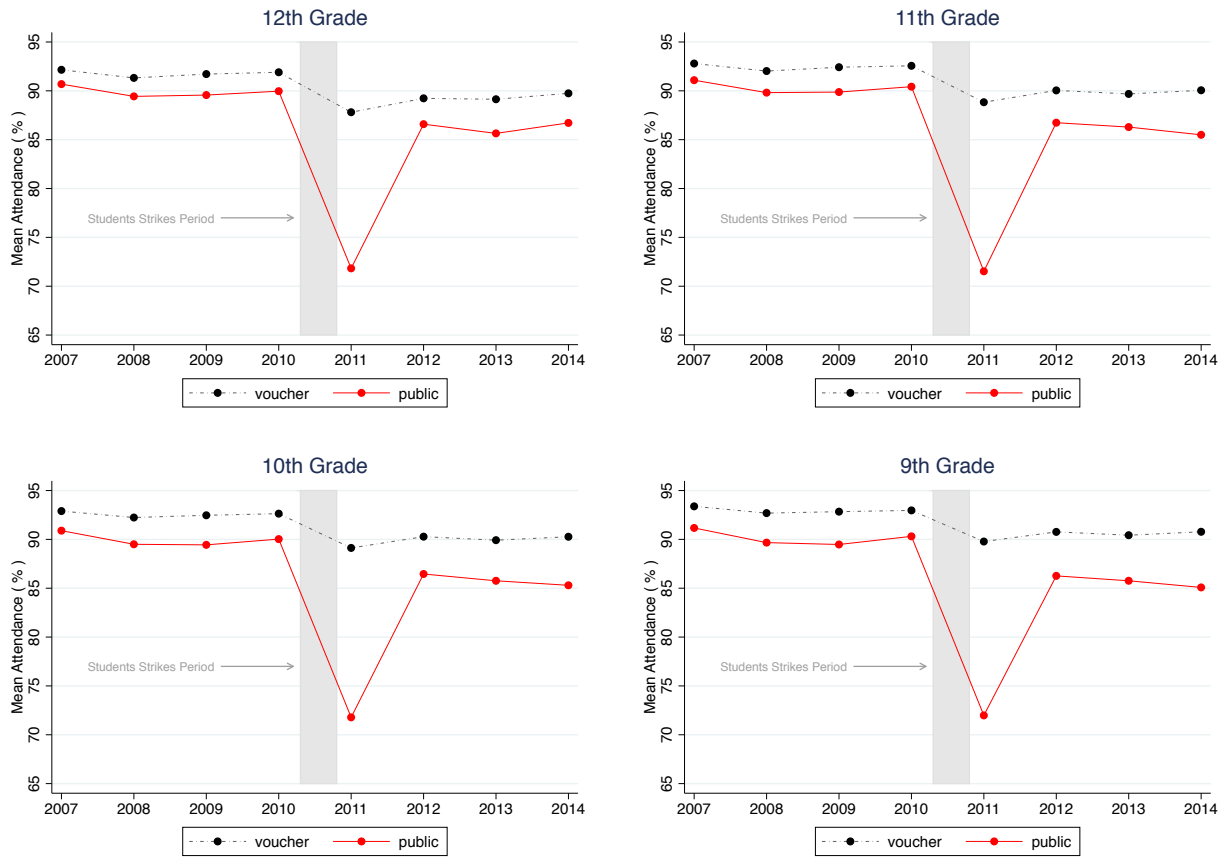 12th Grade
Mean Attendance ( % )
95
90
85
80
75
70
65
Students Strikes Period
2007 2008 2009 2010 2011 2012 2013 2014
voucher public
11th Grade
Mean Attendance ( % )
95
90
85
80
75
70
65
Students Strikes Period
2007 2008 2009 2010 2011 2012 2013 2014
voucher public
10th Grade
Mean Attendance ( % )
95
90
85
80
75
70
65
Students Strikes Period
2007 2008 2009 2010 2011 2012 2013 2014
voucher public
9th Grade
Mean Attendance ( % )
95
90
85
80
75
70
65
Students Strikes Period
2007 2008 2009 2010 2011 2012 2013 2014
voucher public